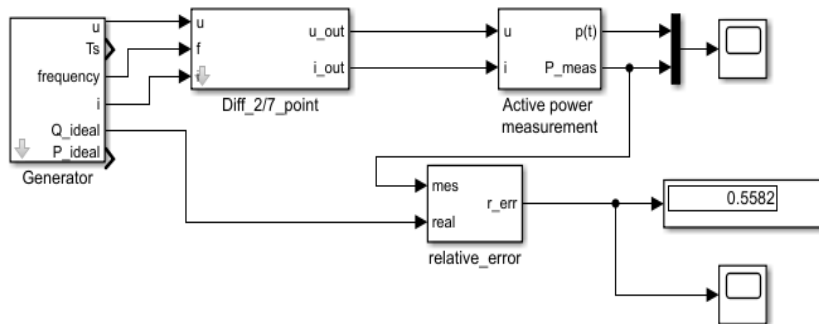 u
Ts
frequency
i
Q_ideal
P_ideal
Generator
u
f
u_out
i_out
Diff_2/7_point
u
i
p(t)
P_meas
Active power
measurement
mes
real
r_err
relative_error
0.5582